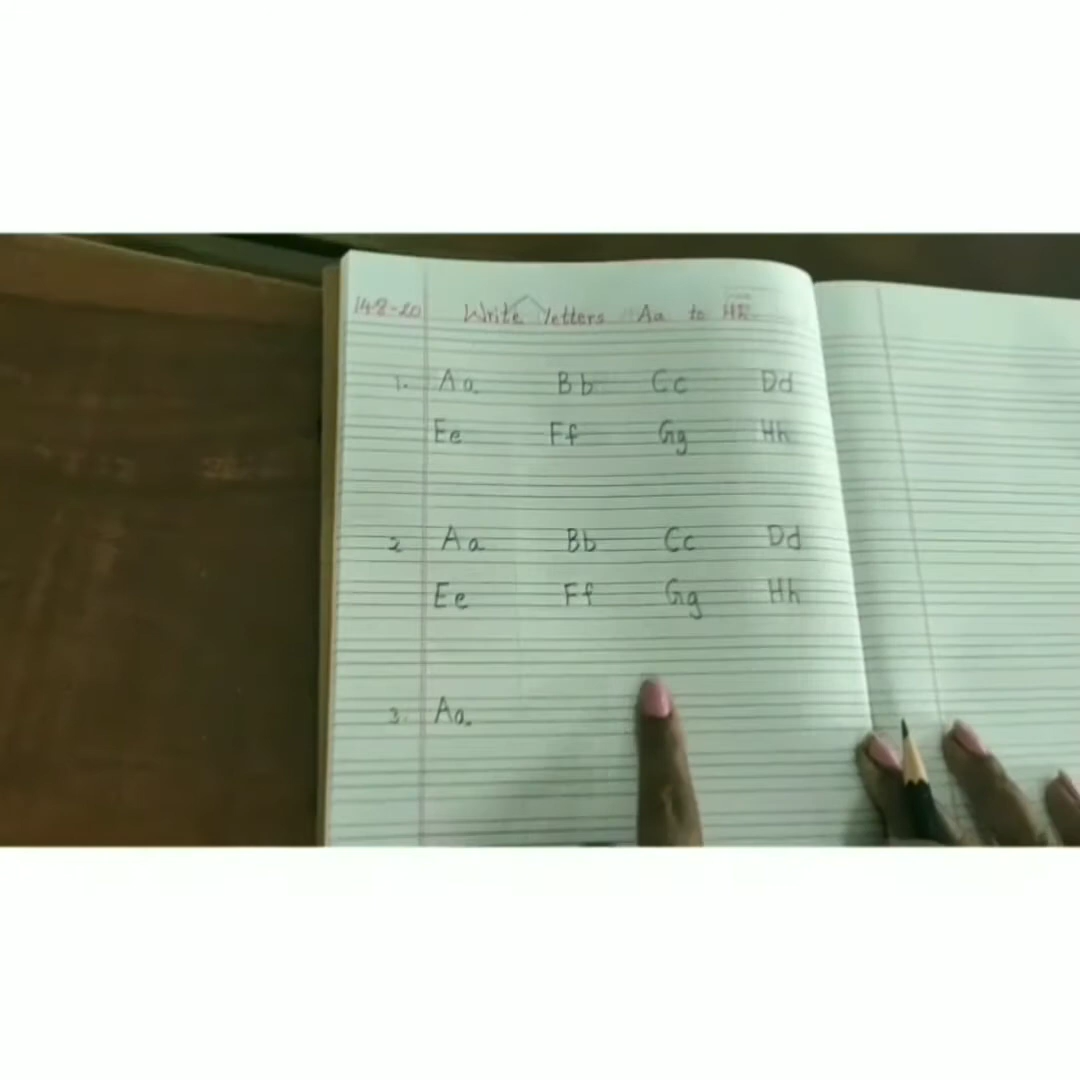 14-8-20 Write letters Aa to Hh.
1. Aa Bb Cc Dd
Ee Ff Gg Hh
2 Aa Bb Cc Dd
Ee Ff Gg Hh
3. Aa